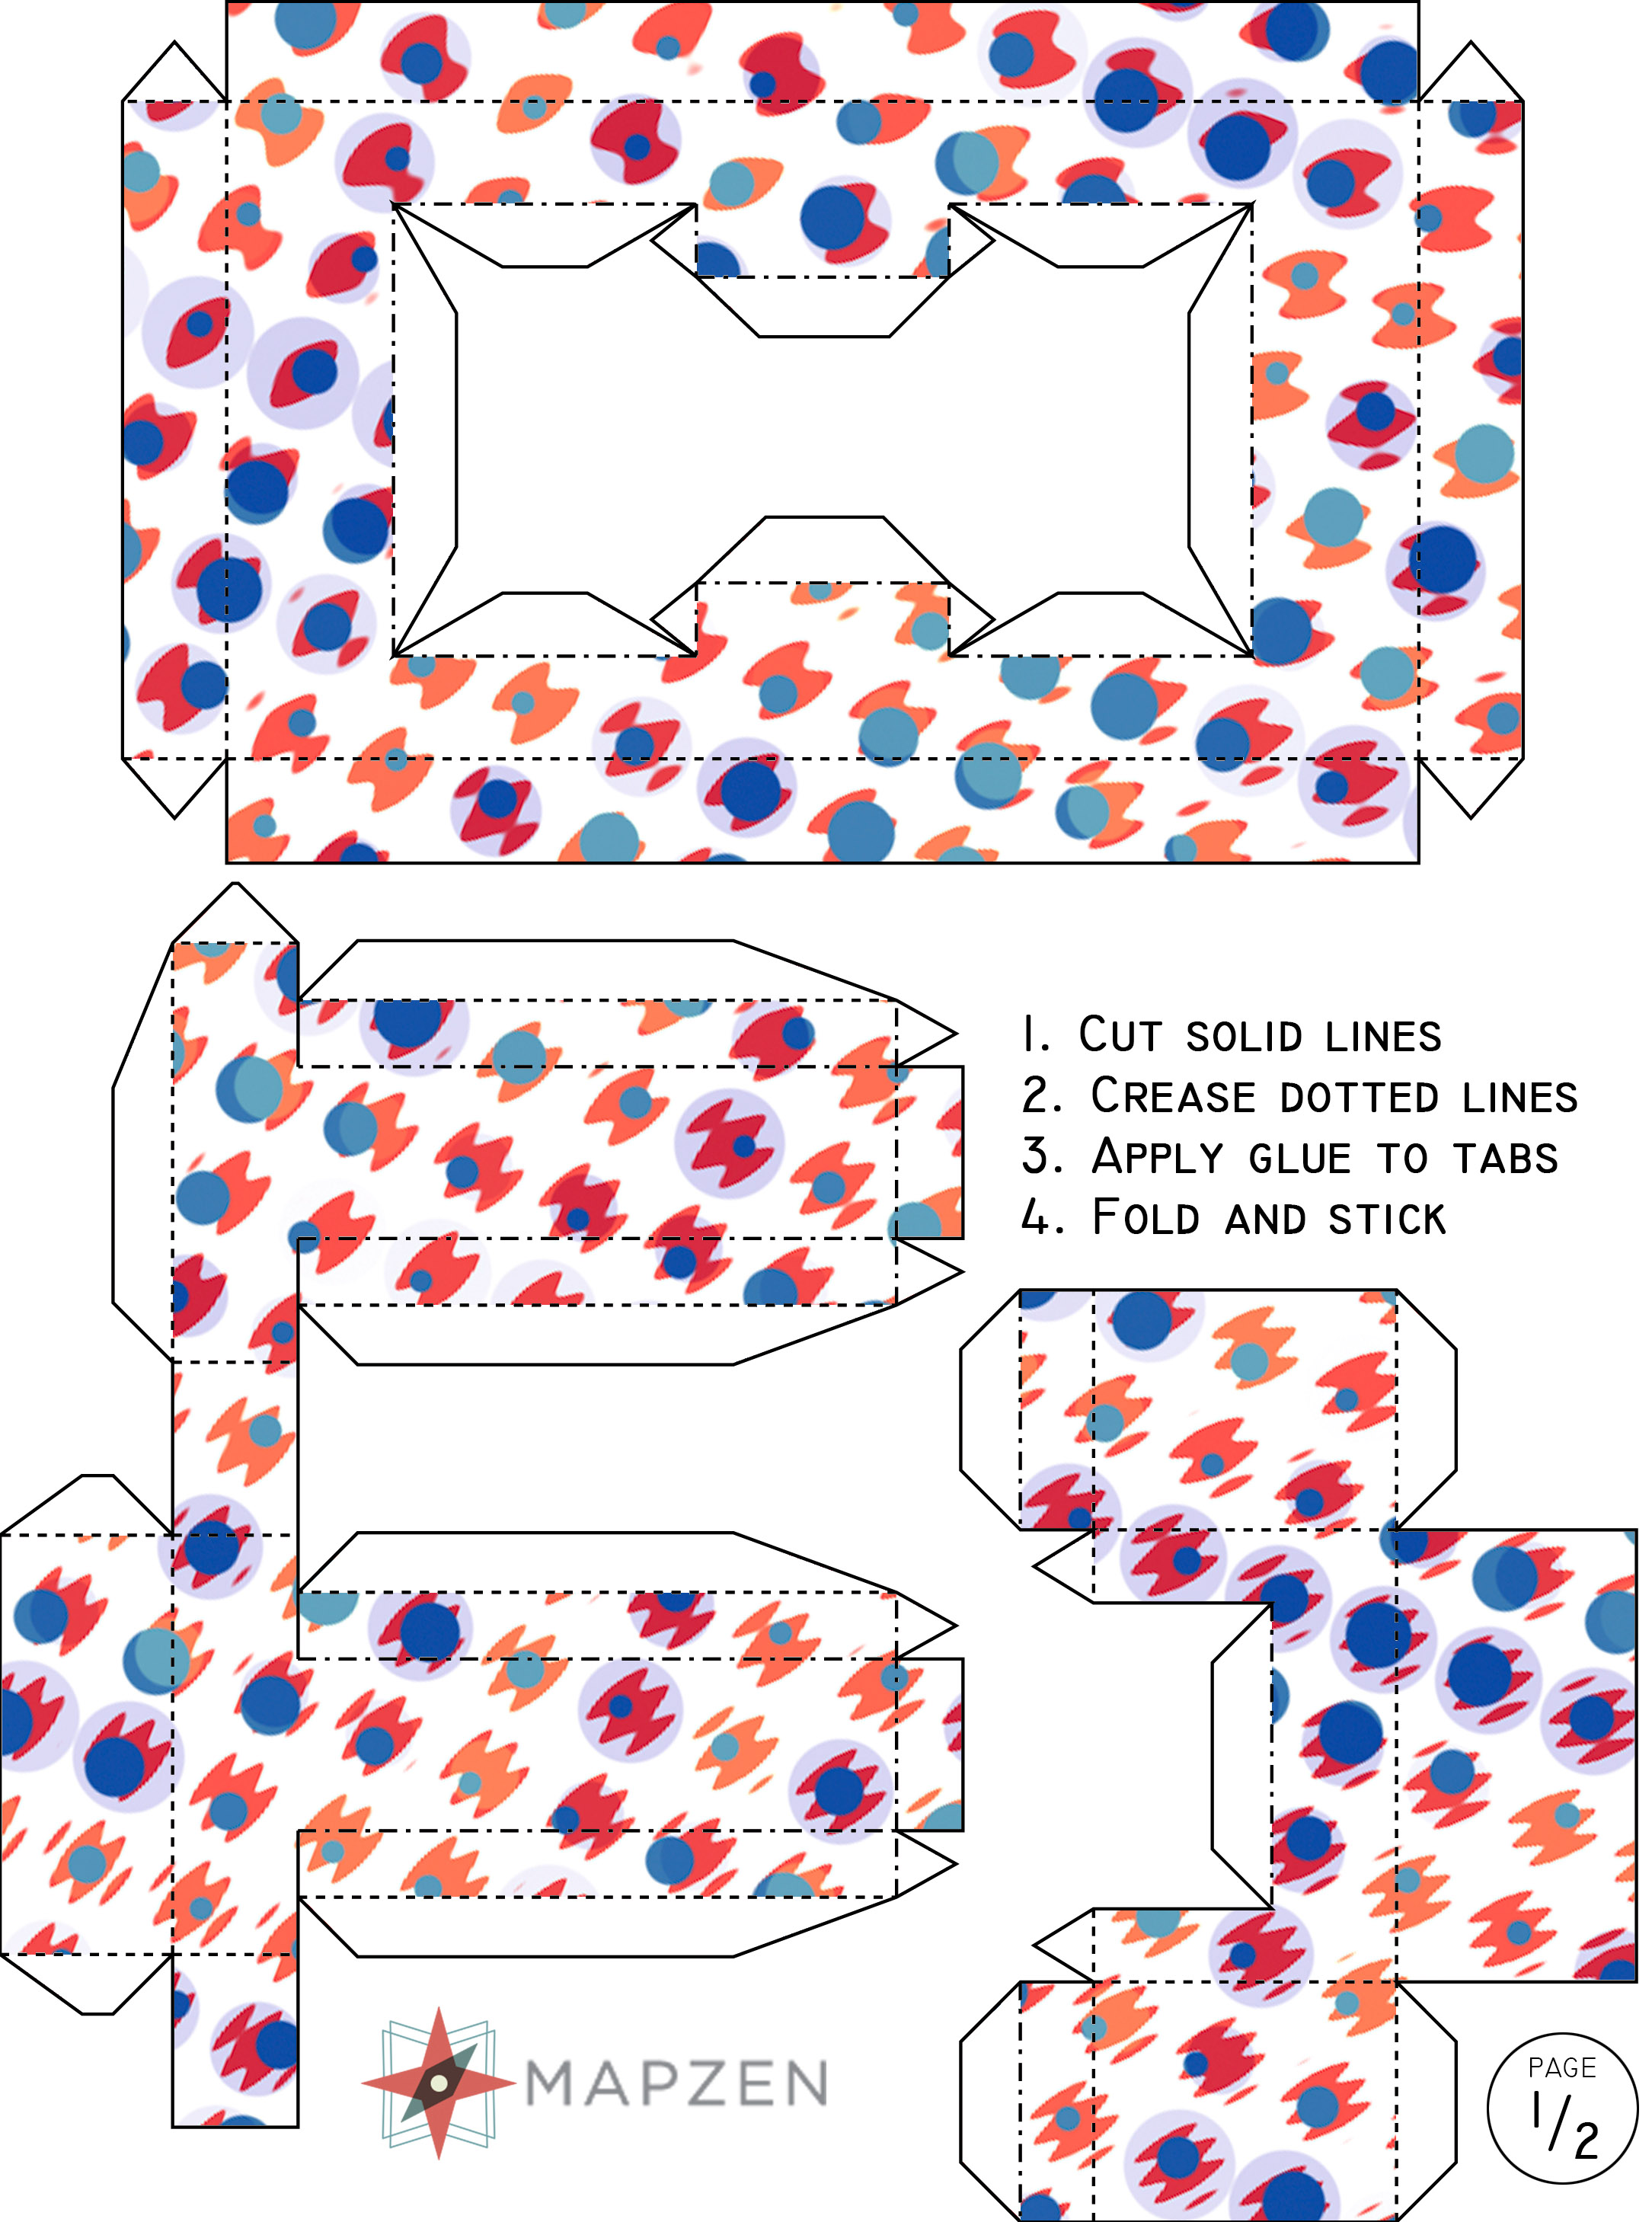 1. Cut solid lines
2. Crease dotted lines
3. Apply glue to tabs
4. Fold and stick
MAPZEN
PAGE
1/2